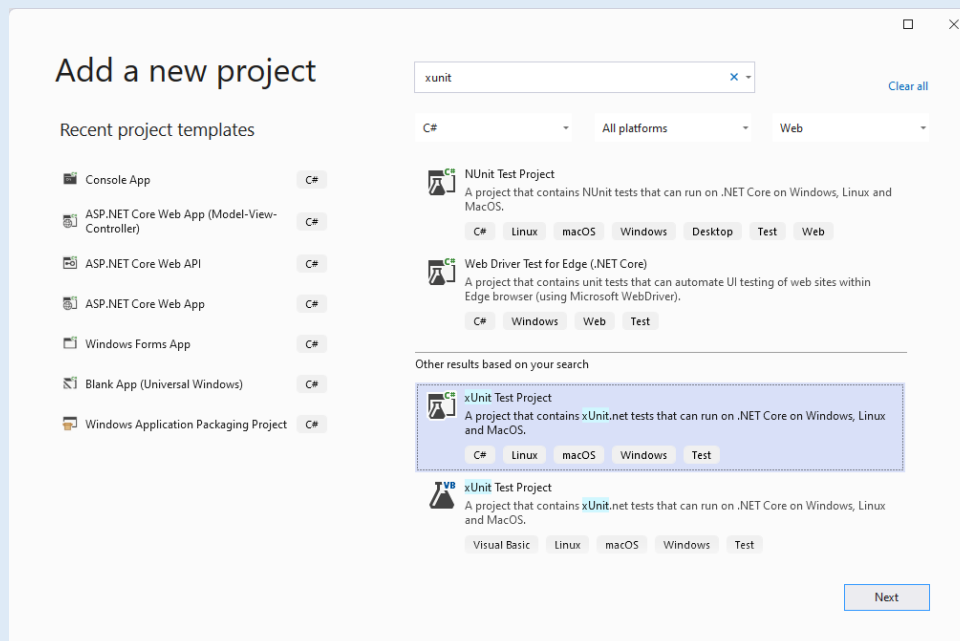 Add a new project
xunit
Clear all
Recent project templates
C#
All platforms
Web
Console App
C#
ASP.NET Core Web App (Model-View-
Controller)
C#
ASP.NET Core Web API
C#
ASP.NET Core Web App
C#
Windows Forms App
C#
Blank App (Universal Windows)
C#
Windows Application Packaging Project
C#
C#
NUnit Test Project
A project that contains NUnit tests that can run on .NET Core on Windows, Linux and
MacOS.
C# Linux macOS Windows Desktop Test Web
C#
Web Driver Test for Edge (.NET Core)
A project that contains unit tests that can automate UI testing of web sites within
Edge browser (using Microsoft WebDriver).
C# Windows Web Test
Other results based on your search
C#
xUnit Test Project
A project that contains xUnit.net tests that can run on .NET Core on Windows, Linux
and MacOS.
C# Linux macOS Windows Test
VB
xUnit Test Project
A project that contains xUnit.net tests that can run on .NET Core on Windows, Linux
and MacOS.
Visual Basic Linux macOS Windows Test
Next